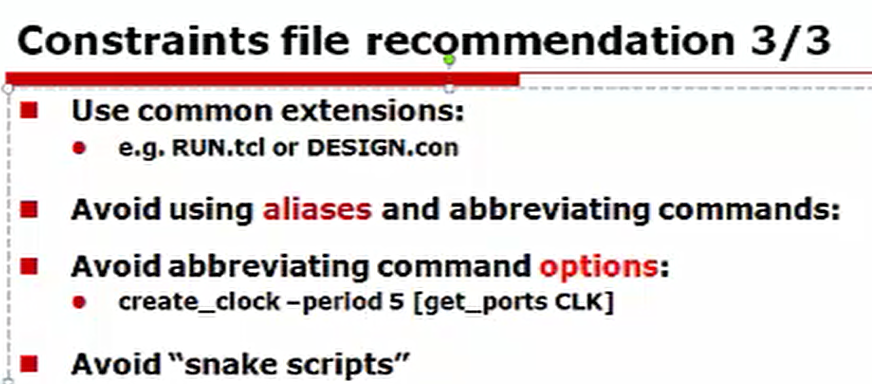 Constraints file recommendation 3/3
Use common extensions:
e.g. RUN.tcl or DESIGN.con
Avoid using aliases and abbreviating commands:
Avoid abbreviating command options:
create_clock –period 5 [get_ports CLK]
Avoid “snake scripts”